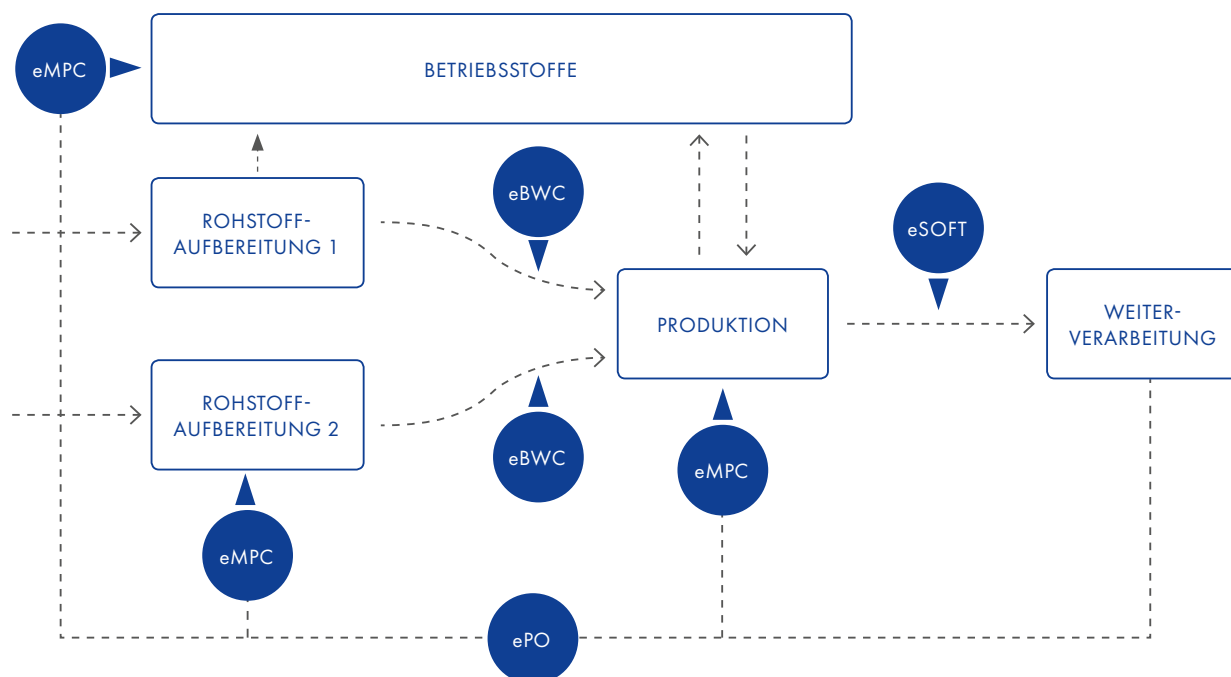 eMPC
BETRIEBSSTOFFE
ROHSTOFF-
AUFBEREITUNG 1
eBWC
eSOFT
PRODUKTION
WEITER-
VERARBEITUNG
ROHSTOFF-
AUFBEREITUNG 2
eBWC
eMPC
eMPC
ePO